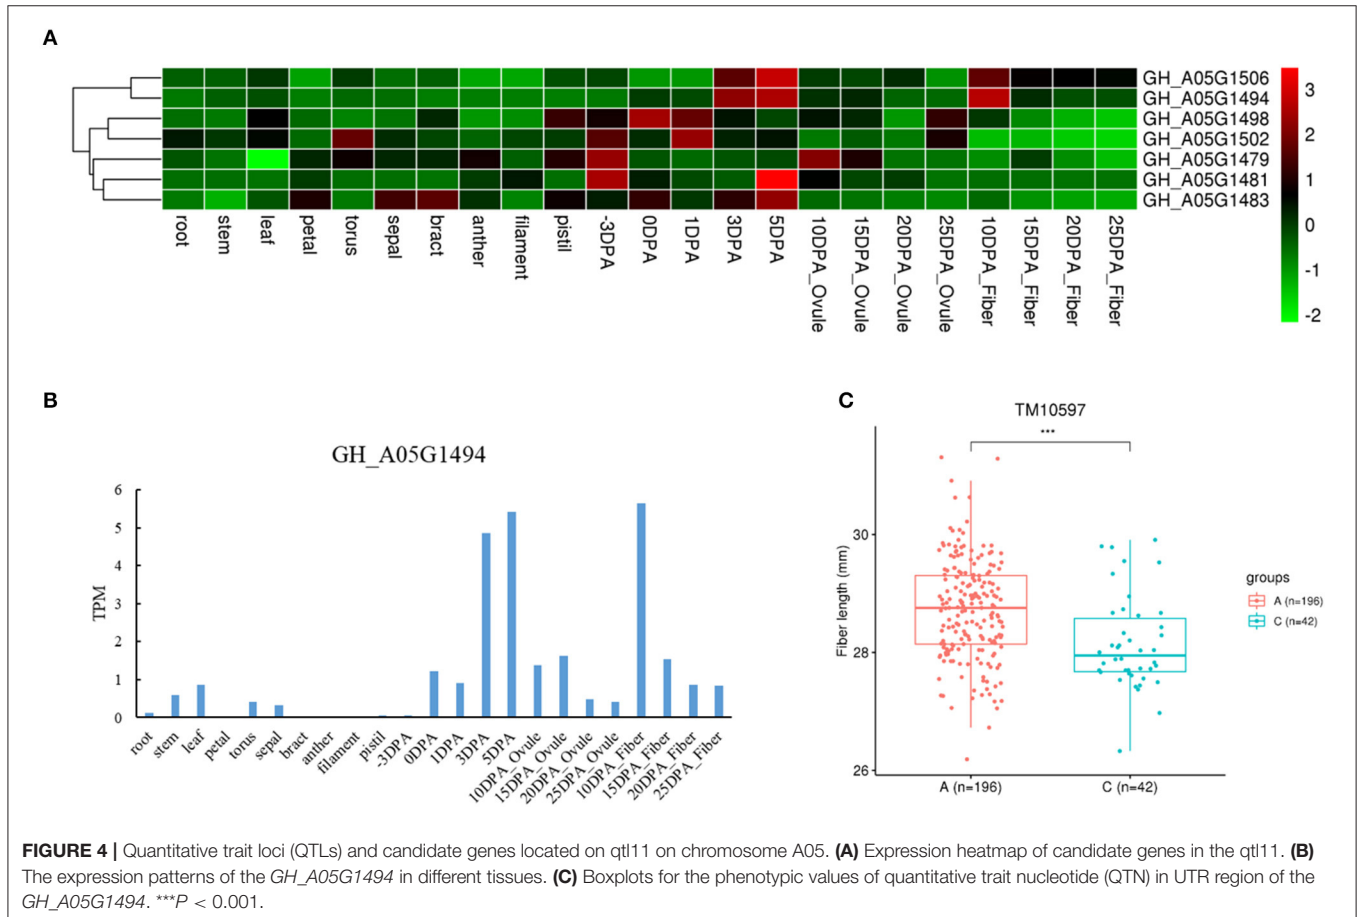 A
GH_A05G1506
GH_A05G1494
GH_A05G1498
GH_A05G1502
GH_A05G1479
GH_A05G1481
GH_A05G1483
3
2
1
0
-1
-2
root
stem
leaf
petal
torus
sepal
bract
anther
filament
pistil
-3DPA
0DPA
1DPA
3DPA
5DPA
10DPA_Ovule
15DPA_Ovule
20DPA_Ovule
25DPA_Ovule
10DPA_Fiber
15DPA_Fiber
20DPA_Fiber
25DPA_Fiber
B
GH_A05G1494
TPM
6
5
4
3
2
1
0
root
stem
leaf
petal
torus
sepal
bract
anther
filament
pistil
-3DPA
0DPA
1DPA
3DPA
5DPA
10DPA_Ovule
15DPA_Ovule
20DPA_Ovule
25DPA_Ovule
10DPA_Fiber
15DPA_Fiber
20DPA_Fiber
25DPA_Fiber
C
TM10597
***
Fiber length (mm)
30
28
26
A (n=196)
C (n=42)
groups
A (n=196)
C (n=42)
FIGURE 4 | Quantitative trait loci (QTLs) and candidate genes located on qtl11 on chromosome A05. (A) Expression heatmap of candidate genes in the qtl11. (B)
The expression patterns of the GH_A05G1494 in different tissues. (C) Boxplots for the phenotypic values of quantitative trait nucleotide (QTN) in UTR region of the
GH_A05G1494. ***P < 0.001.